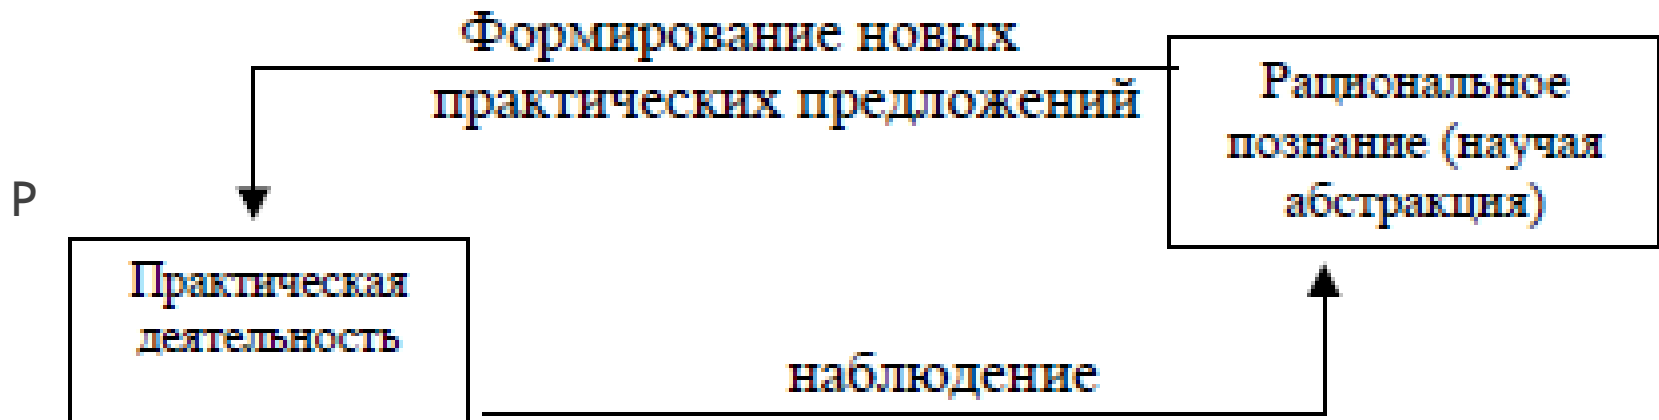 Формирование новых
практических предложений
Рациональное
познание (научая
абстракция)
Р
Практическая
деятельность
наблюдение